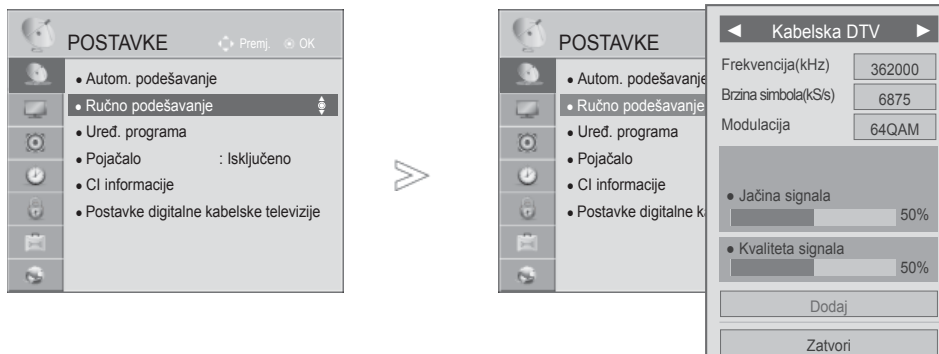 POSTAVKE
Premj. OK
• Autom. podešavanje
• Ručno podešavanje
• Uređ. programa
• Pojačalo : Isključeno
• CI informacije
• Postavke digitalne kabelske televizije
POSTAVKE
• Autom. podešavanje
• Ručno podešavanje
• Uređ. programa
• Pojačalo
• CI informacije
• Postavke digitalne k
◄ Kabelska DTV ►
Frekvencija(kHz) 362000
Brzina simbola(kS/s) 6875
Modulacija 64QAM
• Jačina signala
50%
• Kvaliteta signala
50%
Dodaj
Zatvori